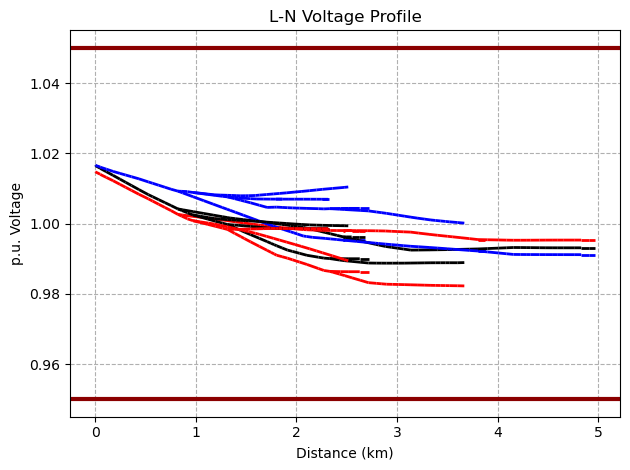 L-N Voltage Profile
1.04
1.02
1.00
0.98
0.96
p.u. Voltage
0 1 2 3 4 5
Distance (km)